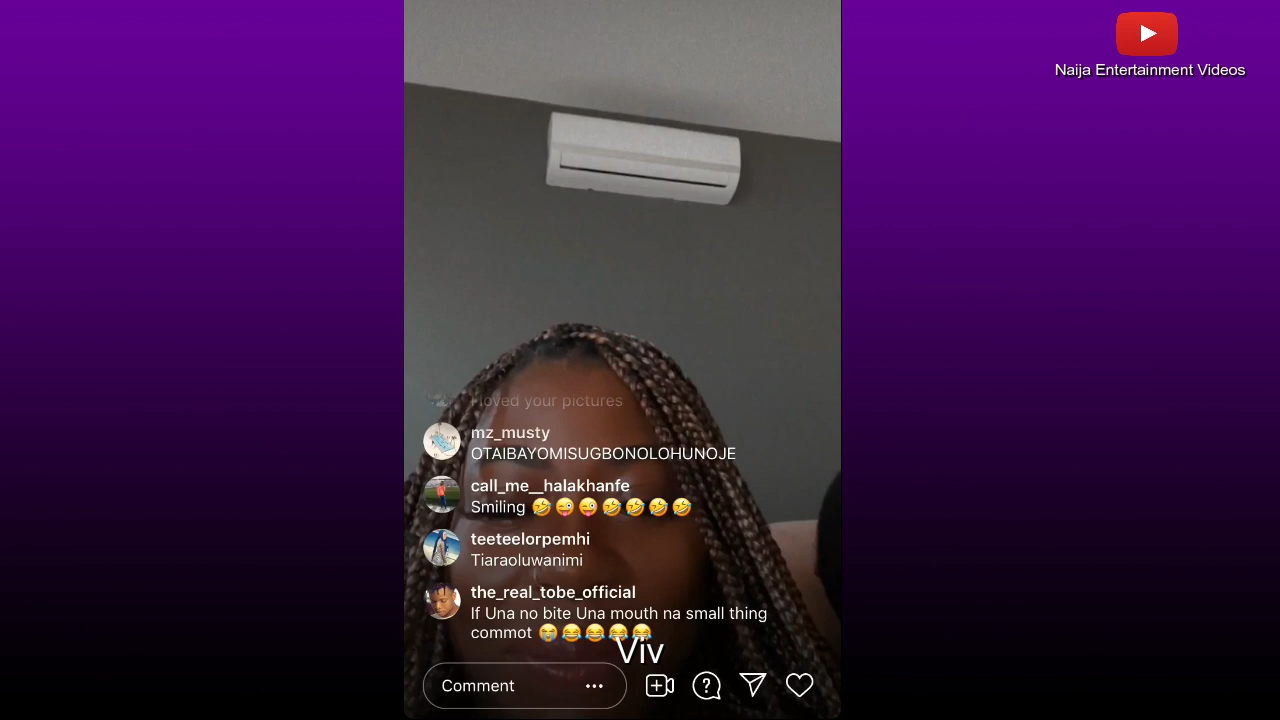 Naija Entertainment Videos
I loved your pictures
mz_musty
OTAIBAYOMISUGBONOLOHUNOJE
call_me__halakhanfe
Smiling 🤣😜😜🤣🤣🤣🤣
teeteelorpemhi
Tiaraoluwanimi
the_real_tobe_official
If Una no bite Una mouth na small thing
commot 😭😂😂😂😂
Viv
Comment